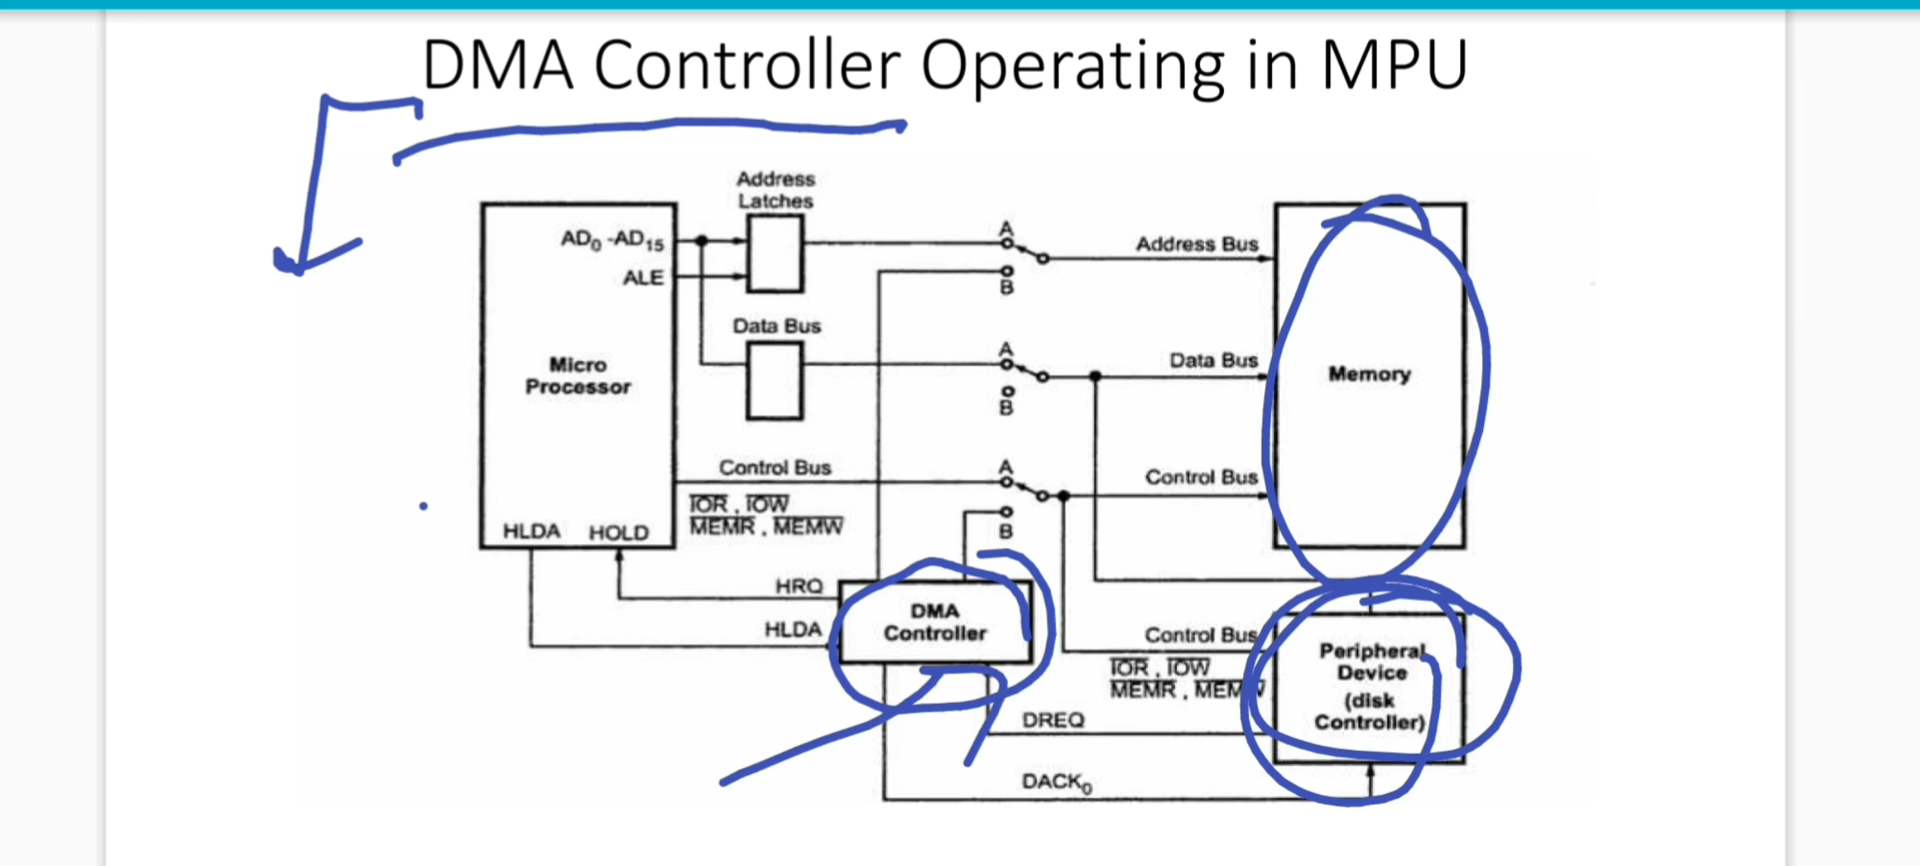 DMA Controller Operating in MPU
Address
Latches
AD0 -AD15
ALE
A
B
Address Bus
Data Bus
Micro
Processor
A
B
Data Bus
Memory
Control Bus
IOR , IOW
MEMR , MEMW
A
B
Control Bus
HLDA HOLD
HRQ
HLDA
DMA
Controller
Control Bus
IOR , IOW
MEMR , MEMW
Peripheral
Device
(disk
Controller)
DREQ
DACK0